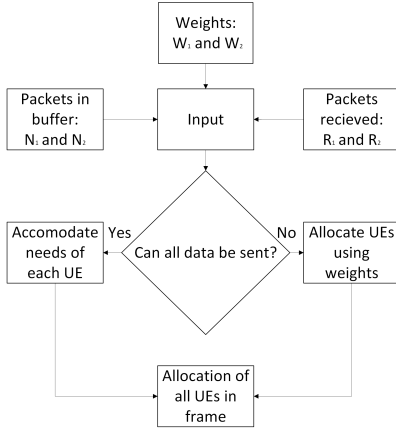 Weights:
W₁ and W₂
Packets in
buffer:
N₁ and N₂
Input
Packets
recieved:
R₁ and R₂
Accomodate
needs of
each UE
Yes
Can all data be sent?
No
Allocate UEs
using
weights
Allocation of
all UEs in
frame